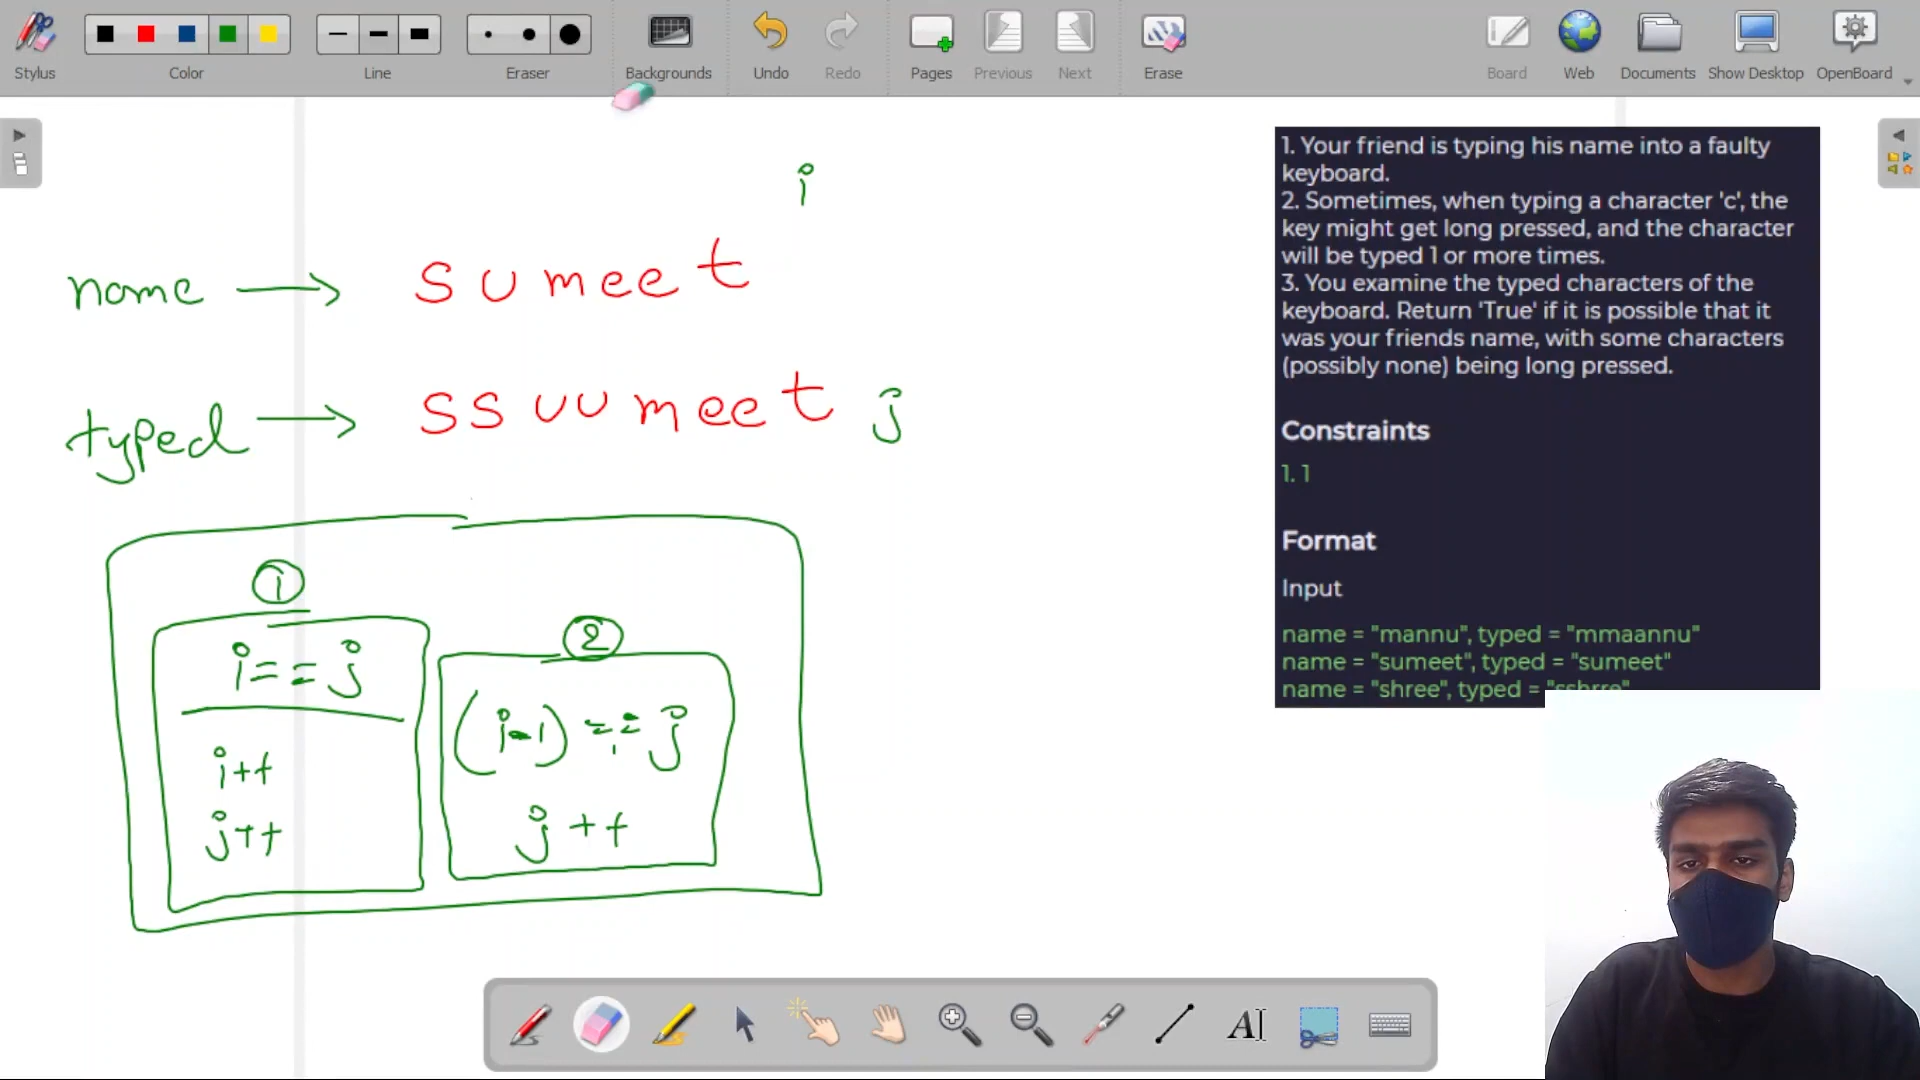 Stylus
Color
Line
Eraser
Backgrounds
Undo
Redo
Pages
Previous
Next
Erase
Board
Web
Documents
Show Desktop
OpenBoard
i
name → sumeet
typed → ssuumeet j
1
i==j
i++
j++
2
(i-1) == j
j++
1. Your friend is typing his name into a faulty
keyboard.
2. Sometimes, when typing a character 'c', the
key might get long pressed, and the character
will be typed 1 or more times.
3. You examine the typed characters of the
keyboard. Return 'True' if it is possible that it
was your friends name, with some characters
(possibly none) being long pressed.
Constraints
1. 1
Format
Input
name = "mannu", typed = "mmaannu"
name = "sumeet", typed = "sumeet"
name = "shree", typed = "sshrre"
AI